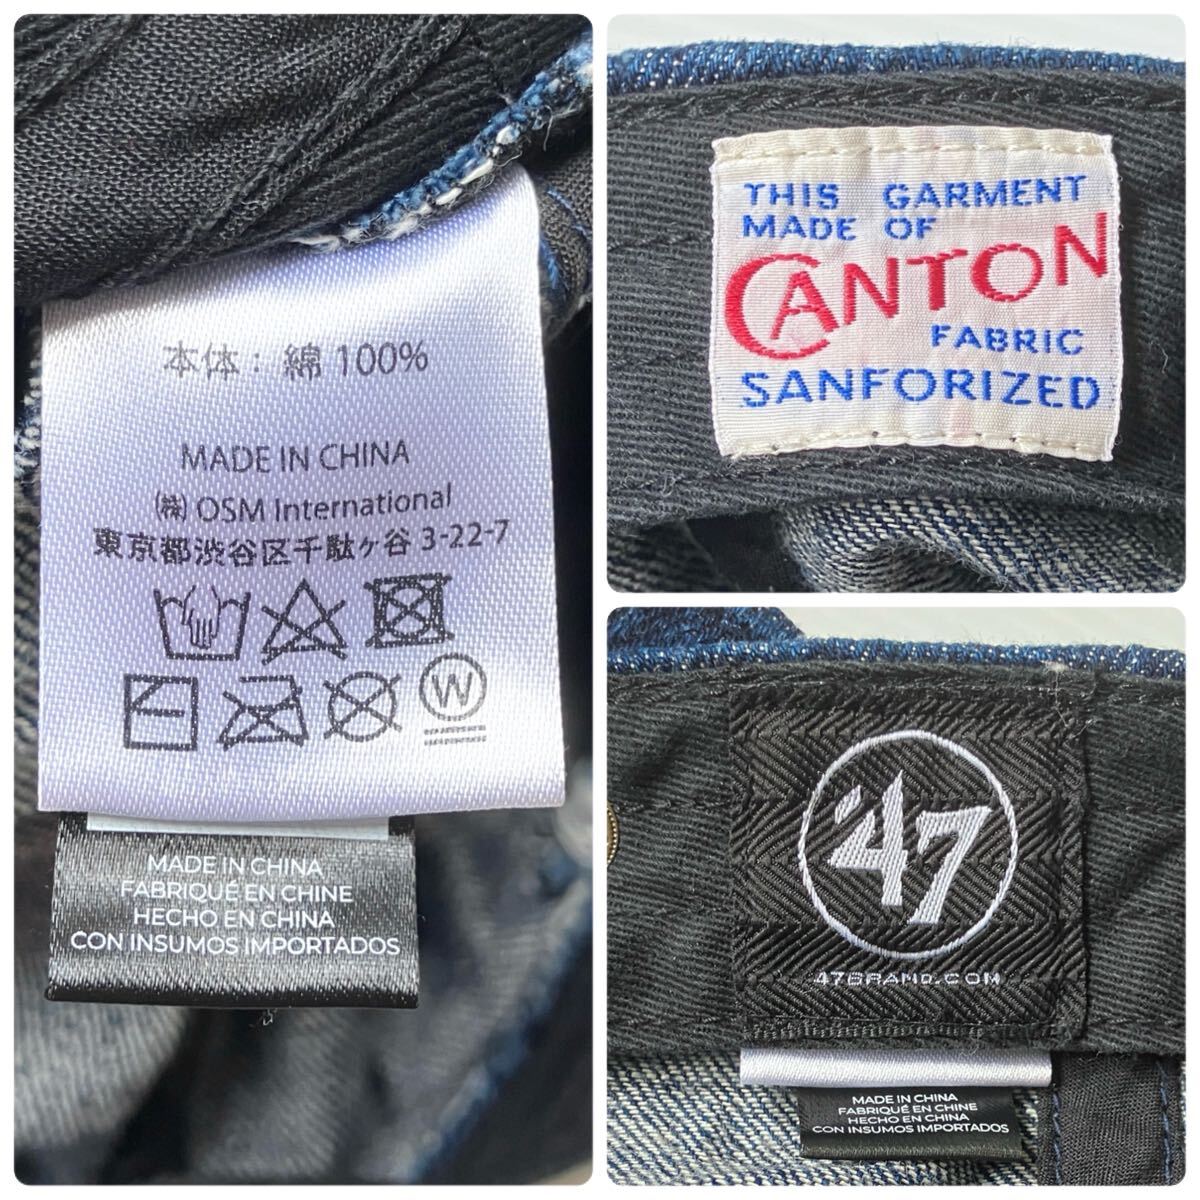 本体：綿 100%
MADE IN CHINA
㈱ OSM International
東京都渋谷区千駄ヶ谷 3-22-7
W
MADE IN CHINA
FABRIQUÉ EN CHINE
HECHO EN CHINA
CON INSUMOS IMPORTADOS
THIS GARMENT
MADE OF
CANTON
FABRIC
SANFORIZED
'47
47BRAND.COM
MADE IN CHINA
FABRIQUÉ EN CHINE
HECHO EN CHINA
CON INSUMOS IMPORTADOS